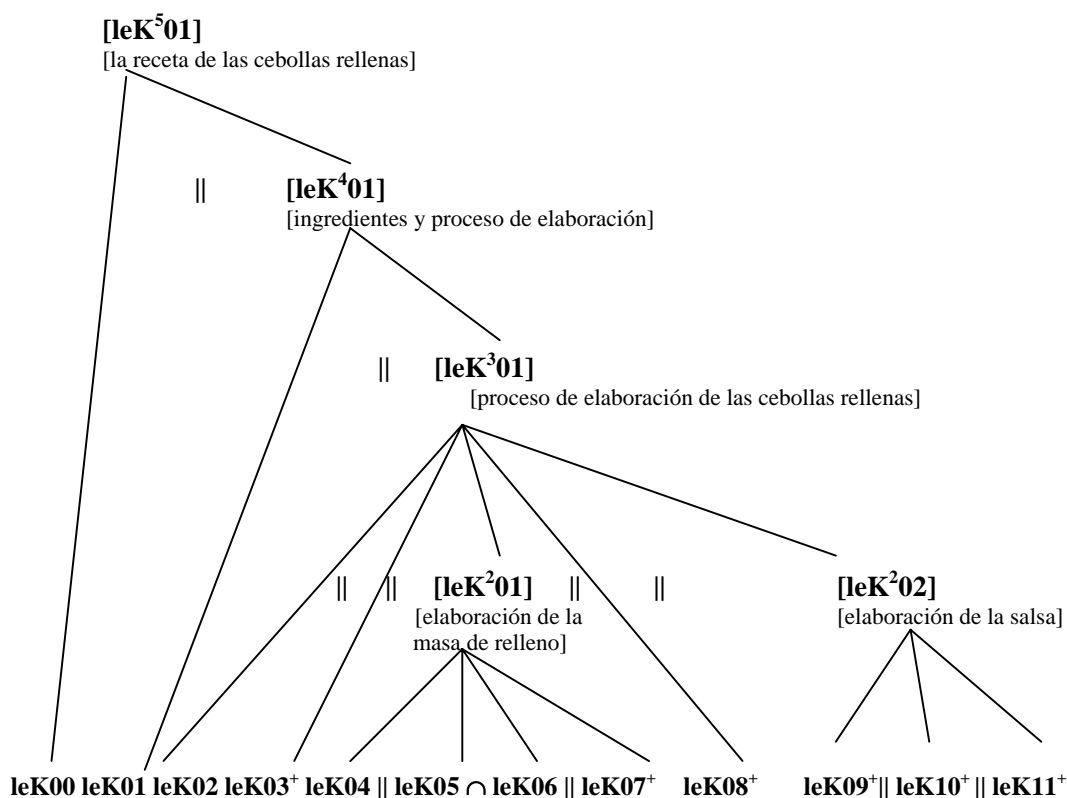 [leK⁵01]
[la receta de las cebollas rellenas]
|| [leK⁴01]
[ingredientes y proceso de elaboración]
|| [leK³01]
[proceso de elaboración de las cebollas rellenas]
|| || [leK²01] || || [leK²02]
[elaboración de la [elaboración de la salsa]
masa de relleno]
leK00 leK01 leK02 leK03⁺ leK04 || leK05 ∩ leK06 || leK07⁺ leK08⁺ leK09⁺|| leK10⁺ || leK11⁺